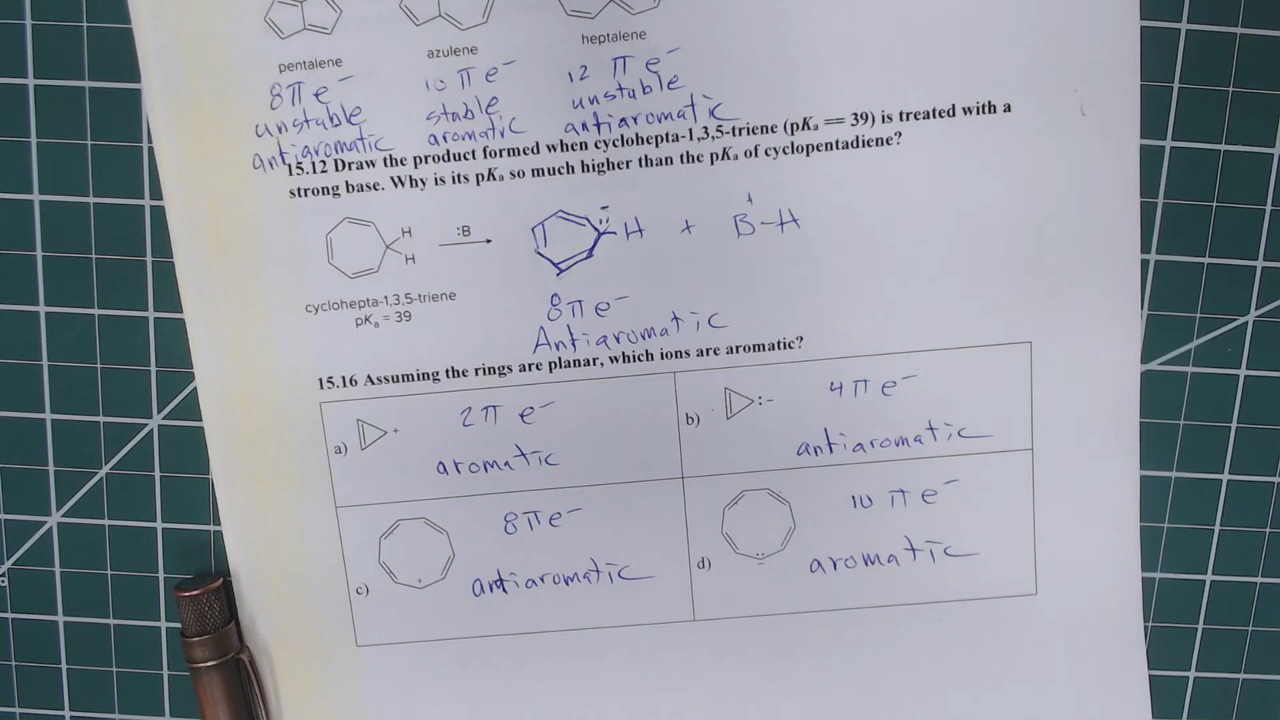 pentalene azulene heptalene
8π e⁻ 10 π e⁻ 12 π e⁻
unstable stable unstable
antiaromatic aromatic antiaromatic
15.12 Draw the product formed when cyclohepta-1,3,5-triene (pKₐ = 39) is treated with a
strong base. Why is its pKₐ so much higher than the pKₐ of cyclopentadiene?
H H :B - :: H + + B-H
cyclohepta-1,3,5-triene
pKₐ = 39
8π e⁻
Antiaromatic
15.16 Assuming the rings are planar, which ions are aromatic?
a) + 2π e⁻
aromatic
b) :- 4π e⁻
antiaromatic
c) + 8π e⁻
antiaromatic
d) :- 10 π e⁻
aromatic